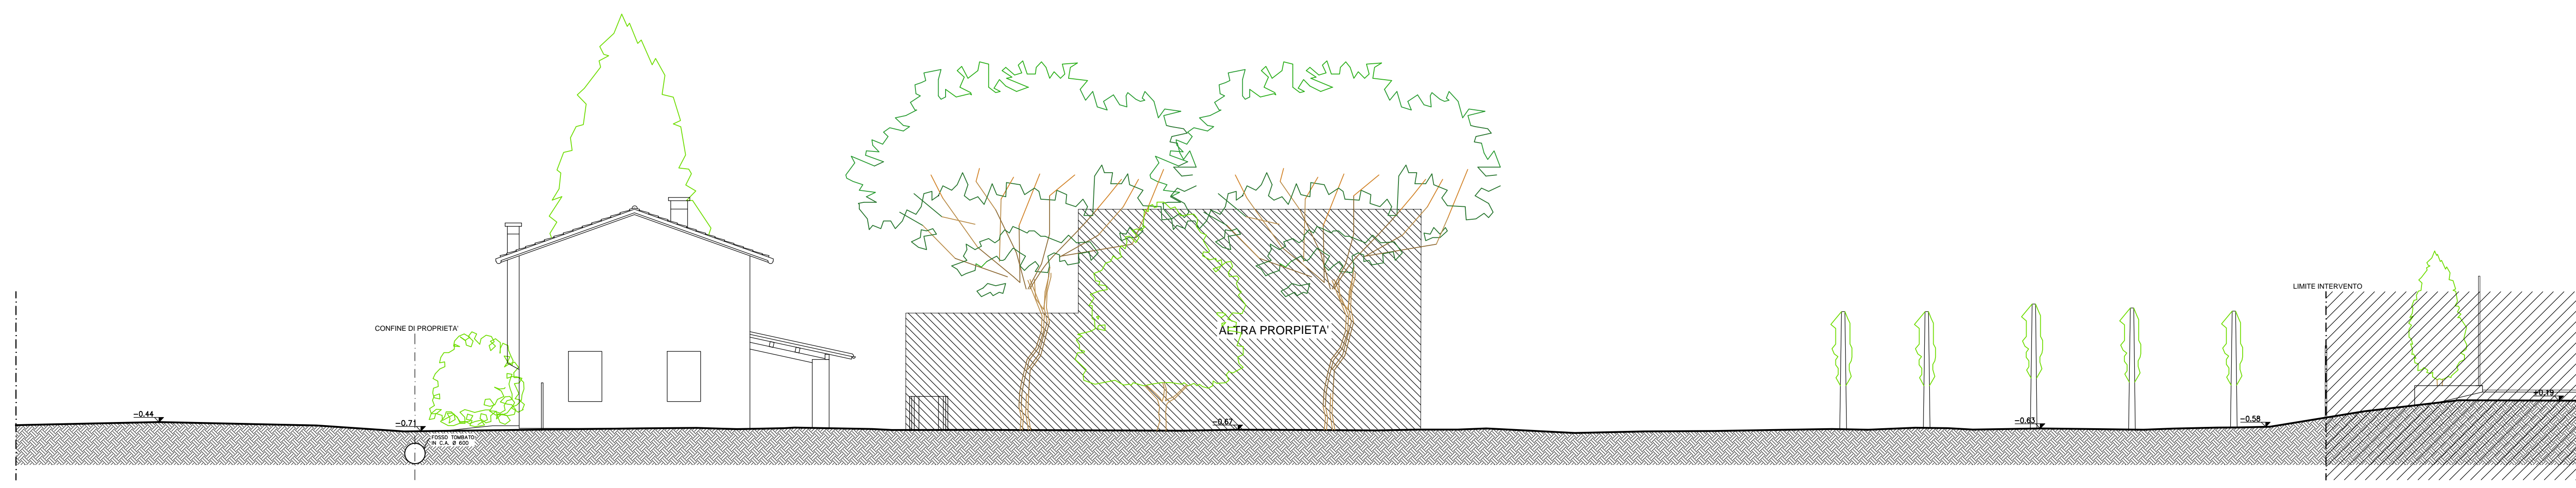 LIMITE INTERVENTO
CONFINE DI PROPRIETA'
ALTRA PRORPIETA'
+0.19
-0.44
-0.71
-0.67
-0.63
-0.58
FOSSO TOMBATO
IN C.A. Ø 600